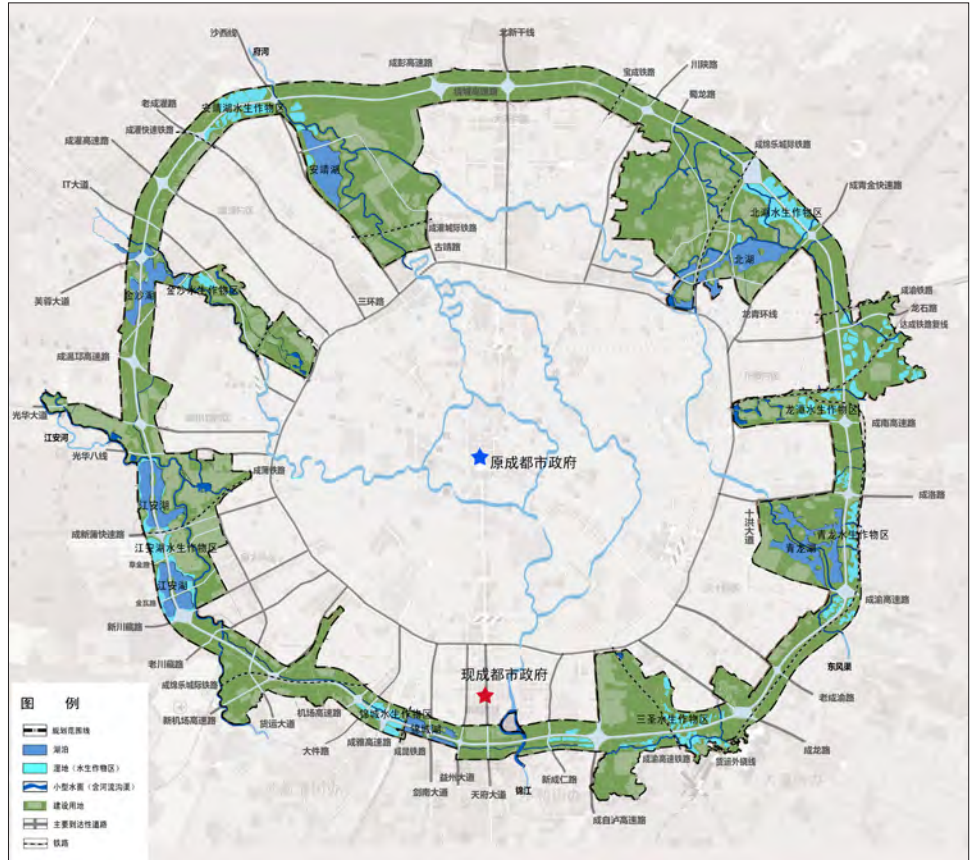 沙西线
府河
北新干线
成彭高速路
绕城高速路
宝成铁路
川陕路
蜀龙路
老成灌路
安靖湖水生作物区
成灌快速铁路
成灌高速路
成绵乐城际铁路
IT大道
安靖湖
成青金快速路
北湖水生作物区
成灌城际铁路
古靖路
北湖
芙蓉大道
金沙湖
金沙水生作物区
三环路
龙青环线
成渝铁路
龙石路
达成铁路复线
成温邛高速路
光华大道
江安河
龙潭水生作物区
成南高速路
光华八线
成蒲铁路
原成都市政府
江安湖
成洛路
十洪大道
成新蒲快速路
江安湖水生作物区
青龙湖水生作物区
青龙湖
江安湖
成渝高速路
新川藏路
老川藏路
东风渠
现成都市政府
成绵乐城际铁路
新机场高速路
货运大道
机场高速路
锦城水生作物区
锦城湖
三圣水生作物区
老成渝路
大件路
成雅高速路
成昆铁路
成渝高速铁路
货运外绕线
成龙路
益州大道
剑南大道
天府大道
锦江
新成仁路
成自泸高速路
图 例
规划范围线
湖泊
湿地（水生作物区）
小型水面（含河流沟渠）
建设用地
主要到达性道路
铁路